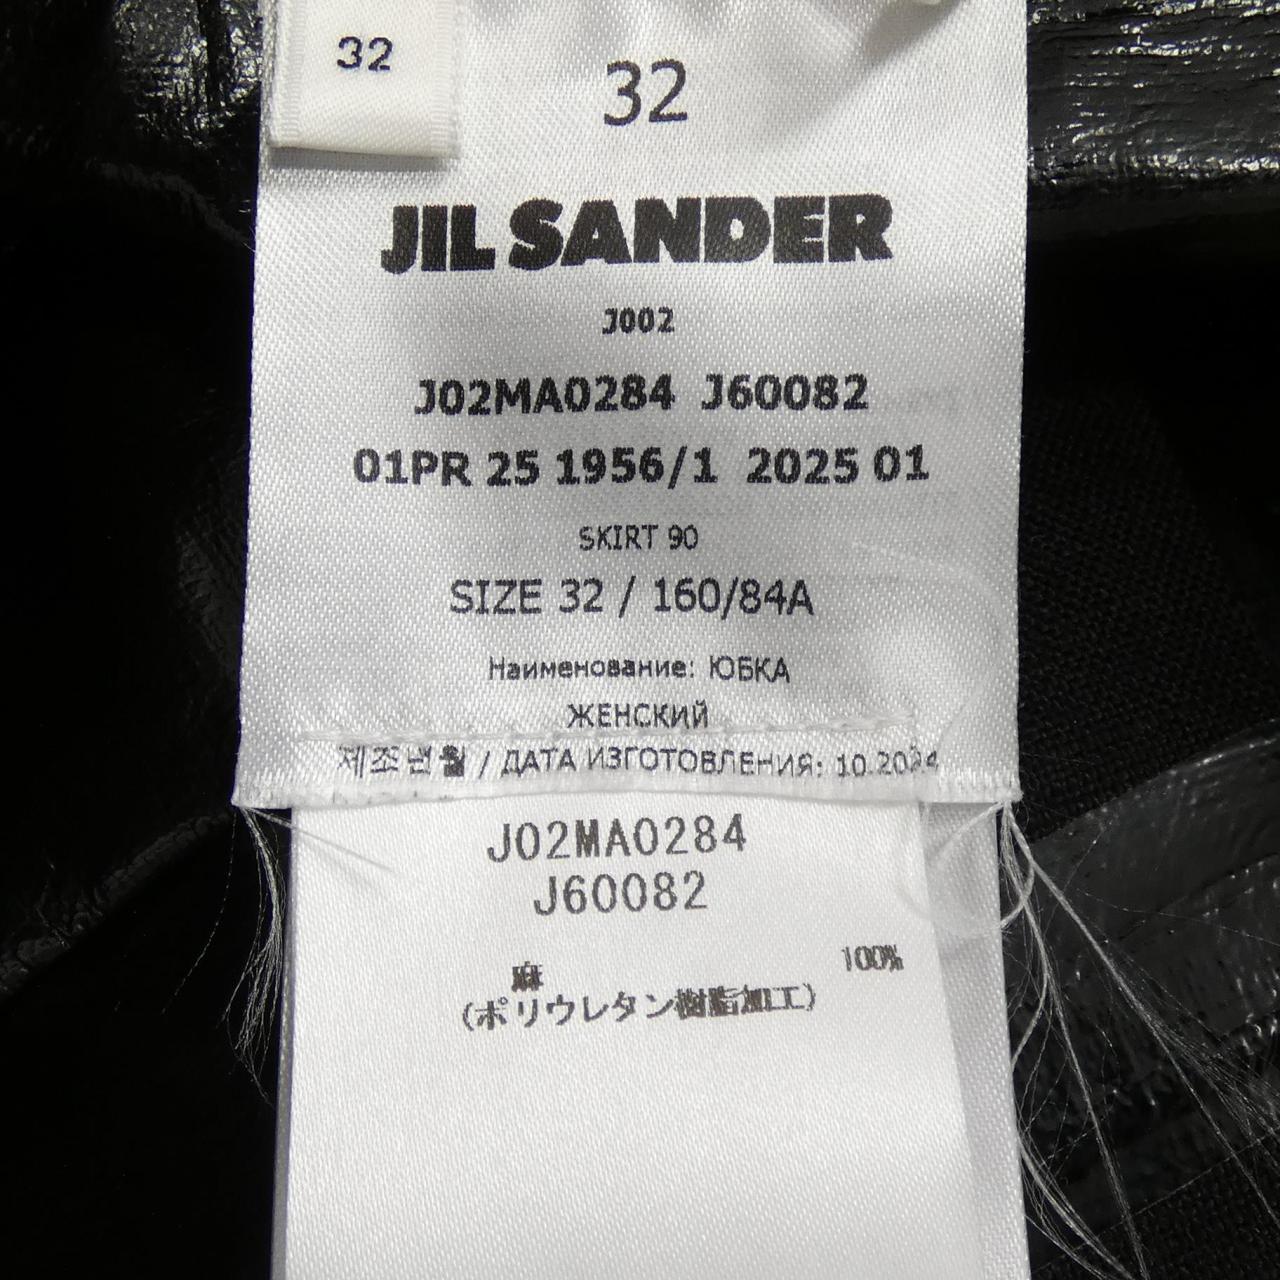 32
32
JIL SANDER
J002
J02MA0284 J60082
01PR 25 1956/1 2025 01
SKIRT 90
SIZE 32 / 160/84A
Наименование: ЮБКА
ЖЕНСКИЙ
제조년월 / ДАТА ИЗГОТОВЛЕНИЯ: 10.2024
J02MA0284
J60082
麻 100%
(ポリウレタン樹脂加工)